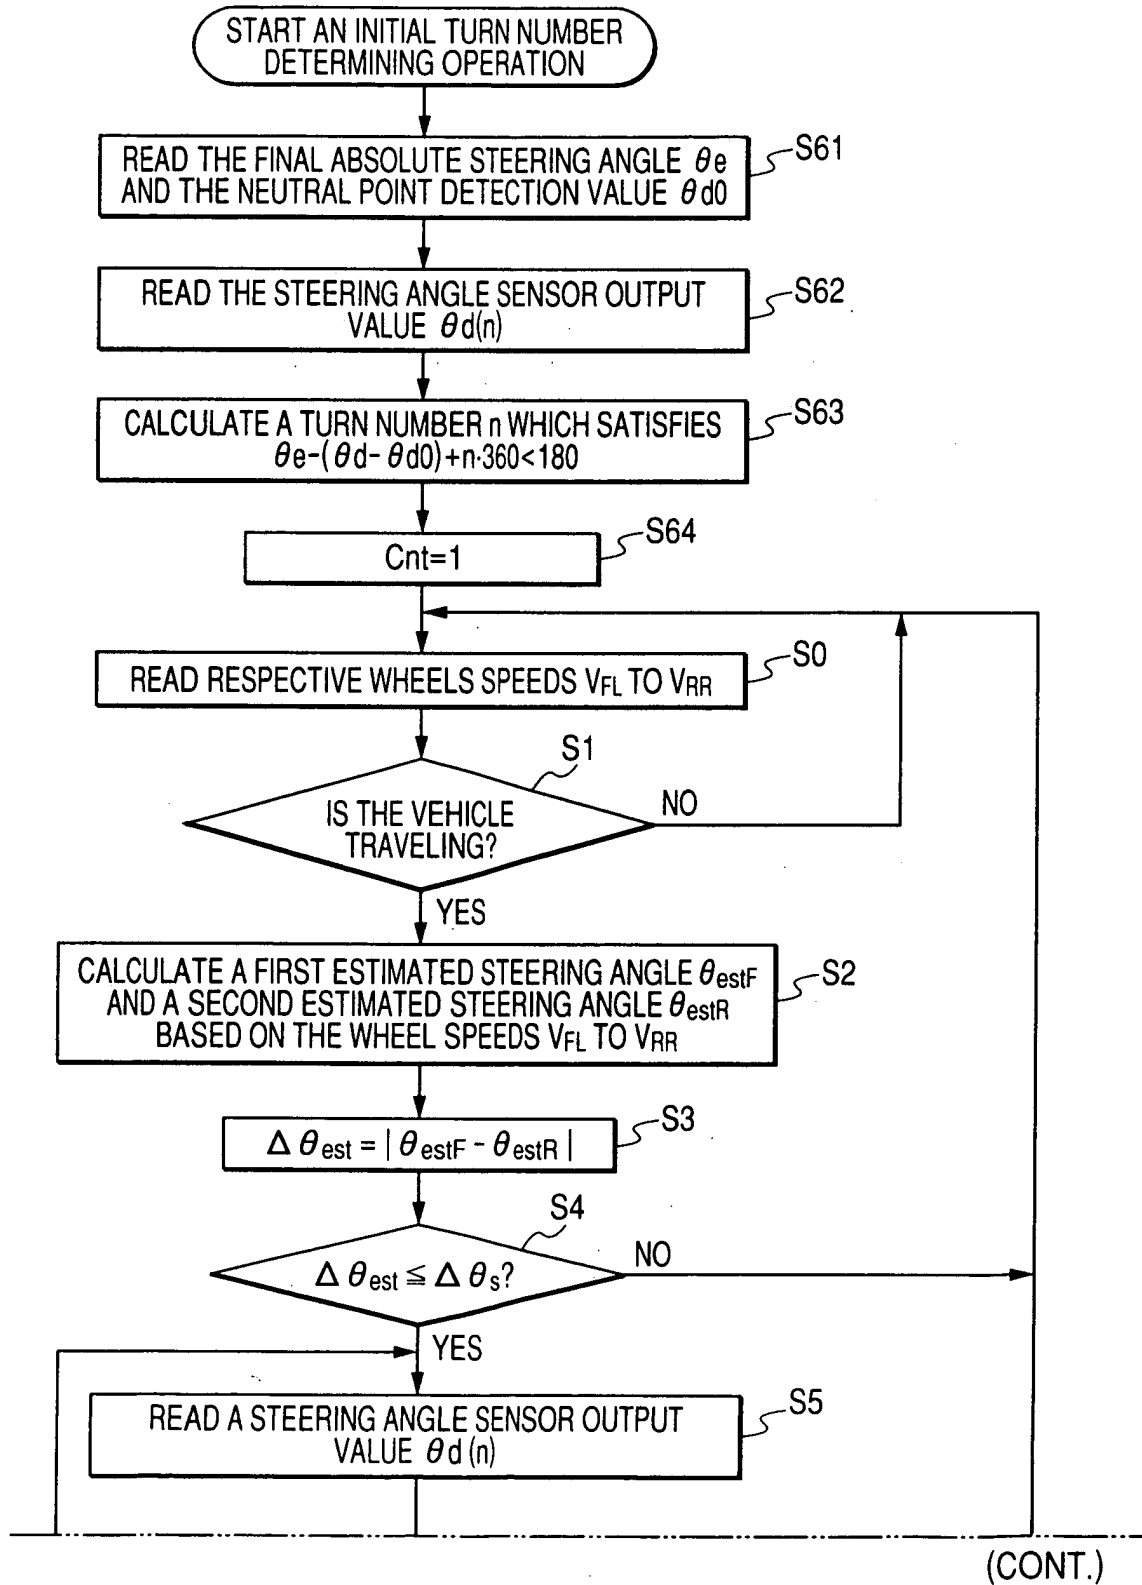 START AN INITIAL TURN NUMBER
DETERMINING OPERATION
READ THE FINAL ABSOLUTE STEERING ANGLE θe
AND THE NEUTRAL POINT DETECTION VALUE θd0
S61
READ THE STEERING ANGLE SENSOR OUTPUT
VALUE θd(n)
S62
CALCULATE A TURN NUMBER n WHICH SATISFIES
θe-(θd-θd0)+n·360<180
S63
Cnt=1
S64
READ RESPECTIVE WHEELS SPEEDS VFL TO VRR
S0
IS THE VEHICLE
TRAVELING?
S1
NO
YES
CALCULATE A FIRST ESTIMATED STEERING ANGLE θestF
AND A SECOND ESTIMATED STEERING ANGLE θestR
BASED ON THE WHEEL SPEEDS VFL TO VRR
S2
Δθest = | θestF - θestR |
S3
Δθest ≦ Δθs?
S4
NO
YES
READ A STEERING ANGLE SENSOR OUTPUT
VALUE θd (n)
S5
(CONT.)